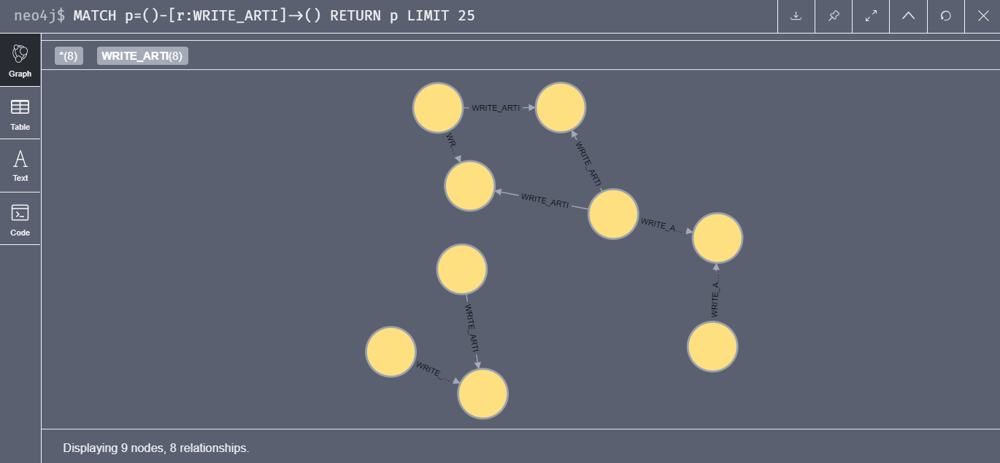 neo4j$ MATCH p=()-[r:WRITE_ARTI]->() RETURN p LIMIT 25
Graph
*(8) WRITE_ARTI(8)
Table
Text
Code
WRITE_ARTI
WR...
WRITE_ARTI
WRITE_ARTI
WRITE_A...
WRITE_A...
WRITE_ARTI
WRITE_...
Displaying 9 nodes, 8 relationships.